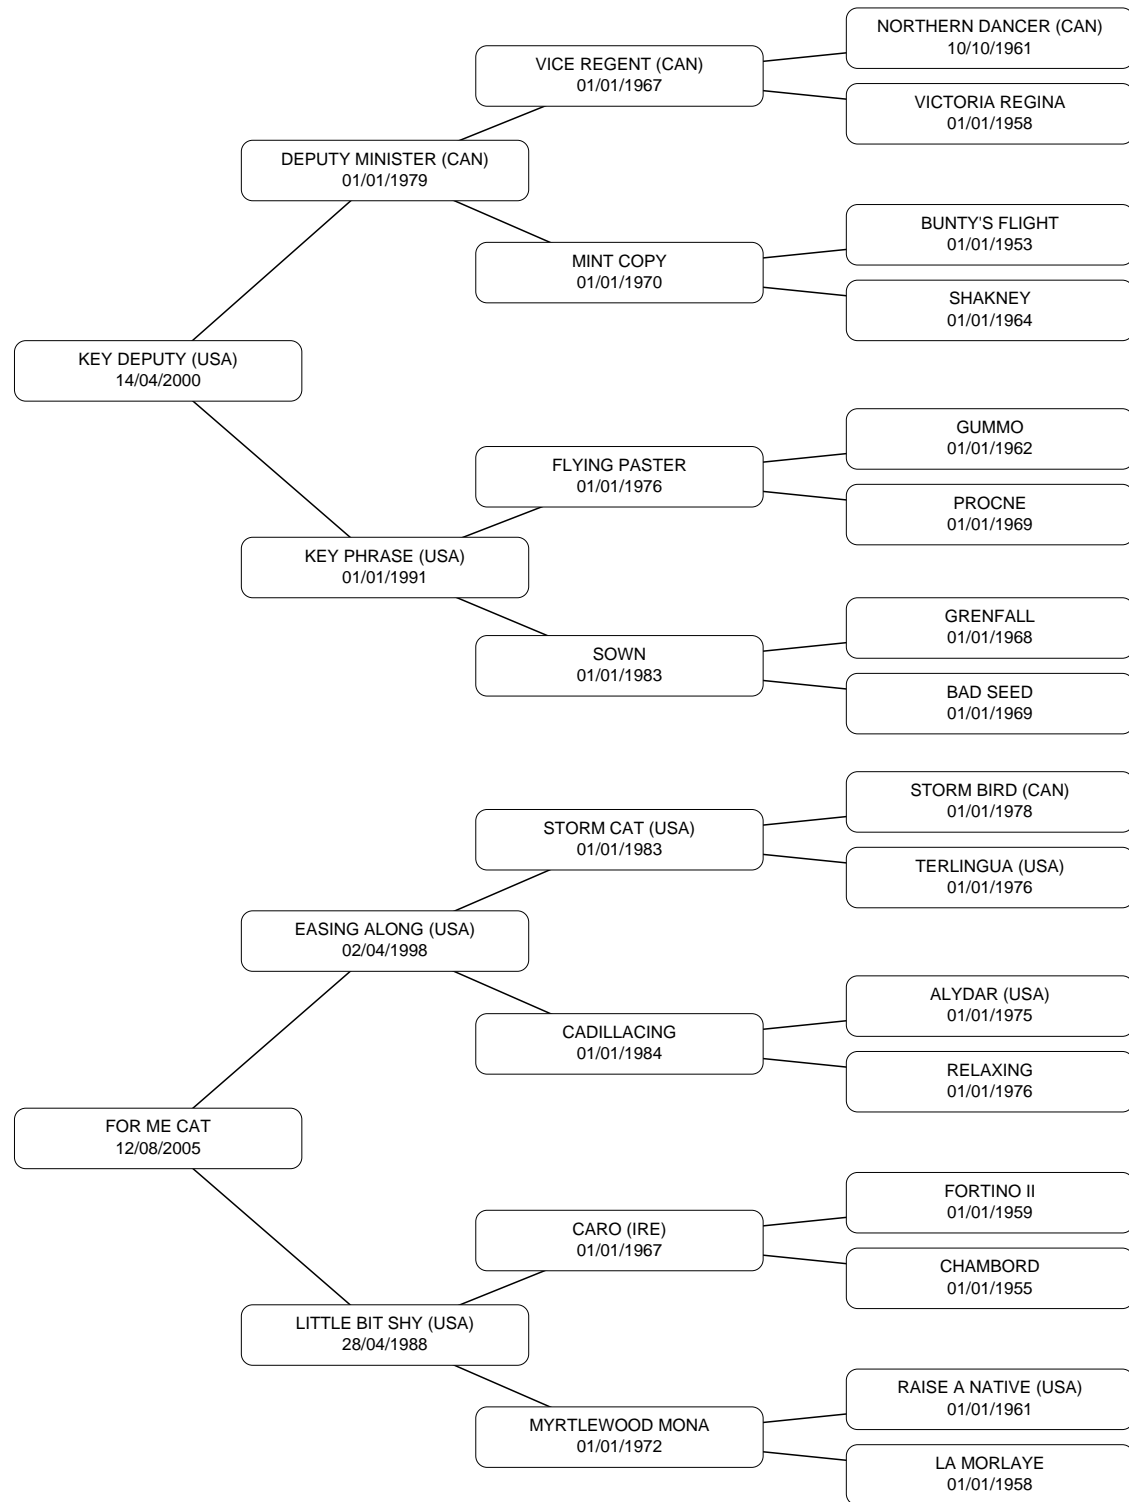 NORTHERN DANCER (CAN)
10/10/1961
VICE REGENT (CAN)
01/01/1967
VICTORIA REGINA
01/01/1958
DEPUTY MINISTER (CAN)
01/01/1979
BUNTY'S FLIGHT
01/01/1953
MINT COPY
01/01/1970
SHAKNEY
01/01/1964
KEY DEPUTY (USA)
14/04/2000
GUMMO
01/01/1962
FLYING PASTER
01/01/1976
PROCNE
01/01/1969
KEY PHRASE (USA)
01/01/1991
GRENFALL
01/01/1968
SOWN
01/01/1983
BAD SEED
01/01/1969
STORM BIRD (CAN)
01/01/1978
STORM CAT (USA)
01/01/1983
TERLINGUA (USA)
01/01/1976
EASING ALONG (USA)
02/04/1998
ALYDAR (USA)
01/01/1975
CADILLACING
01/01/1984
RELAXING
01/01/1976
FOR ME CAT
12/08/2005
FORTINO II
01/01/1959
CARO (IRE)
01/01/1967
CHAMBORD
01/01/1955
LITTLE BIT SHY (USA)
28/04/1988
RAISE A NATIVE (USA)
01/01/1961
MYRTLEWOOD MONA
01/01/1972
LA MORLAYE
01/01/1958